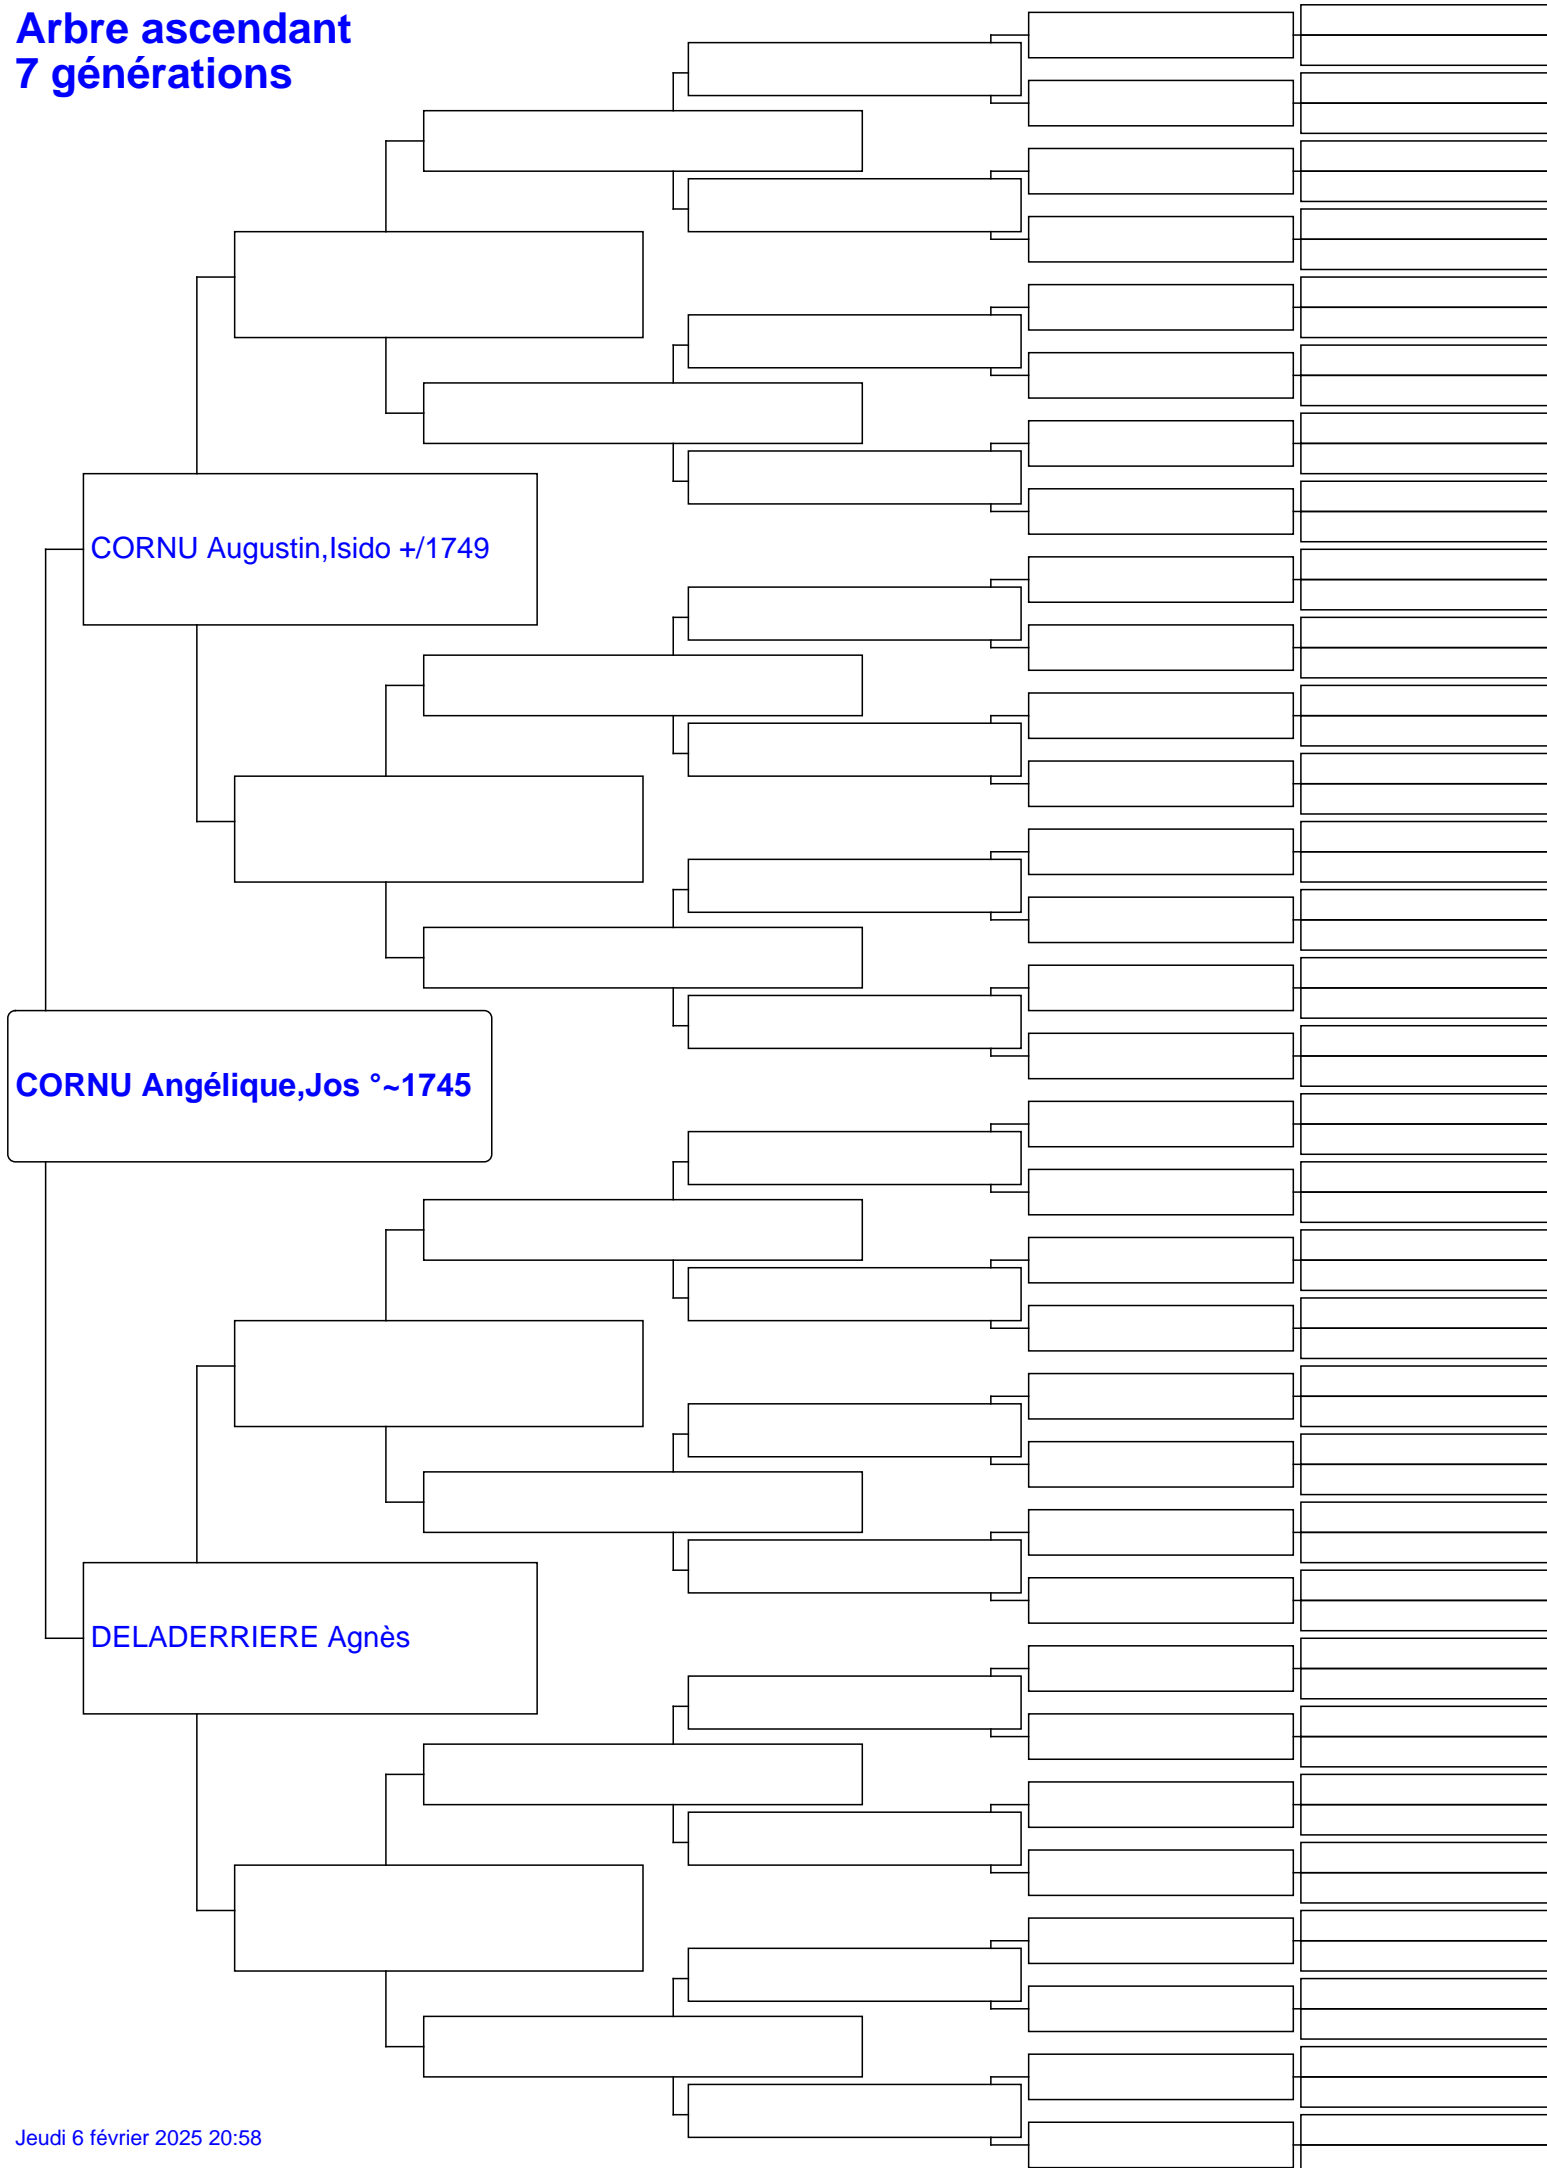 Arbre ascendant
7 générations
CORNU Augustin,Isido +/1749
CORNU Angélique,Jos °~1745
DELADERRIERE Agnès
Jeudi 6 février 2025 20:58